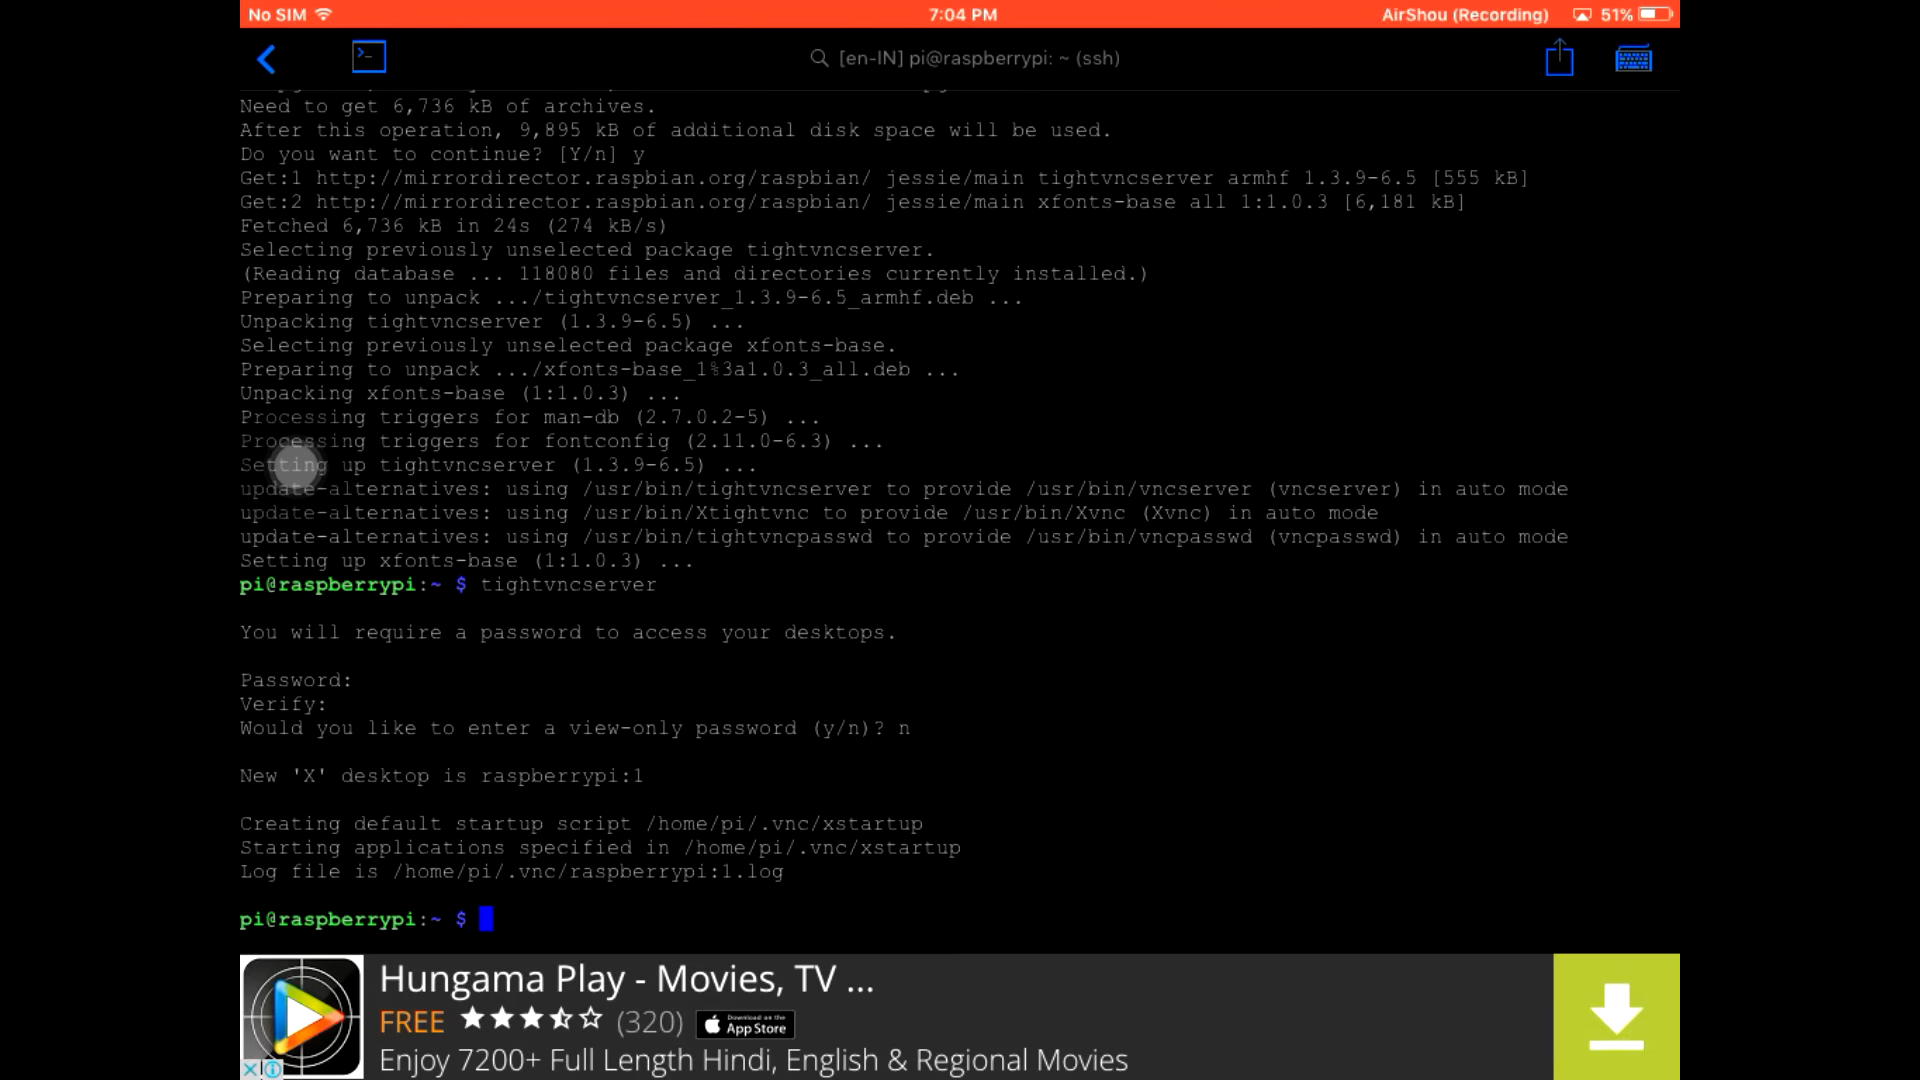 No SIM
7:04 PM
AirShou (Recording)
51%
[en-IN] pi@raspberrypi: ~ (ssh)
Need to get 6,736 kB of archives.
After this operation, 9,895 kB of additional disk space will be used.
Do you want to continue? [Y/n] y
Get:1 http://mirrordirector.raspbian.org/raspbian/ jessie/main tightvncserver armhf 1.3.9-6.5 [555 kB]
Get:2 http://mirrordirector.raspbian.org/raspbian/ jessie/main xfonts-base all 1:1.0.3 [6,181 kB]
Fetched 6,736 kB in 24s (274 kB/s)
Selecting previously unselected package tightvncserver.
(Reading database ... 118080 files and directories currently installed.)
Preparing to unpack .../tightvncserver_1.3.9-6.5_armhf.deb ...
Unpacking tightvncserver (1.3.9-6.5) ...
Selecting previously unselected package xfonts-base.
Preparing to unpack .../xfonts-base_1%3a1.0.3_all.deb ...
Unpacking xfonts-base (1:1.0.3) ...
Processing triggers for man-db (2.7.0.2-5) ...
Processing triggers for fontconfig (2.11.0-6.3) ...
Setting up tightvncserver (1.3.9-6.5) ...
update-alternatives: using /usr/bin/tightvncserver to provide /usr/bin/vncserver (vncserver) in auto mode
update-alternatives: using /usr/bin/Xtightvnc to provide /usr/bin/Xvnc (Xvnc) in auto mode
update-alternatives: using /usr/bin/tightvncpasswd to provide /usr/bin/vncpasswd (vncpasswd) in auto mode
Setting up xfonts-base (1:1.0.3) ...
pi@raspberrypi:~ $ tightvncserver
You will require a password to access your desktops.
Password:
Verify:
Would you like to enter a view-only password (y/n)? n
New 'X' desktop is raspberrypi:1
Creating default startup script /home/pi/.vnc/xstartup
Starting applications specified in /home/pi/.vnc/xstartup
Log file is /home/pi/.vnc/raspberrypi:1.log
pi@raspberrypi:~ $
Hungama Play - Movies, TV ...
FREE (320) Download on the App Store
Enjoy 7200+ Full Length Hindi, English & Regional Movies